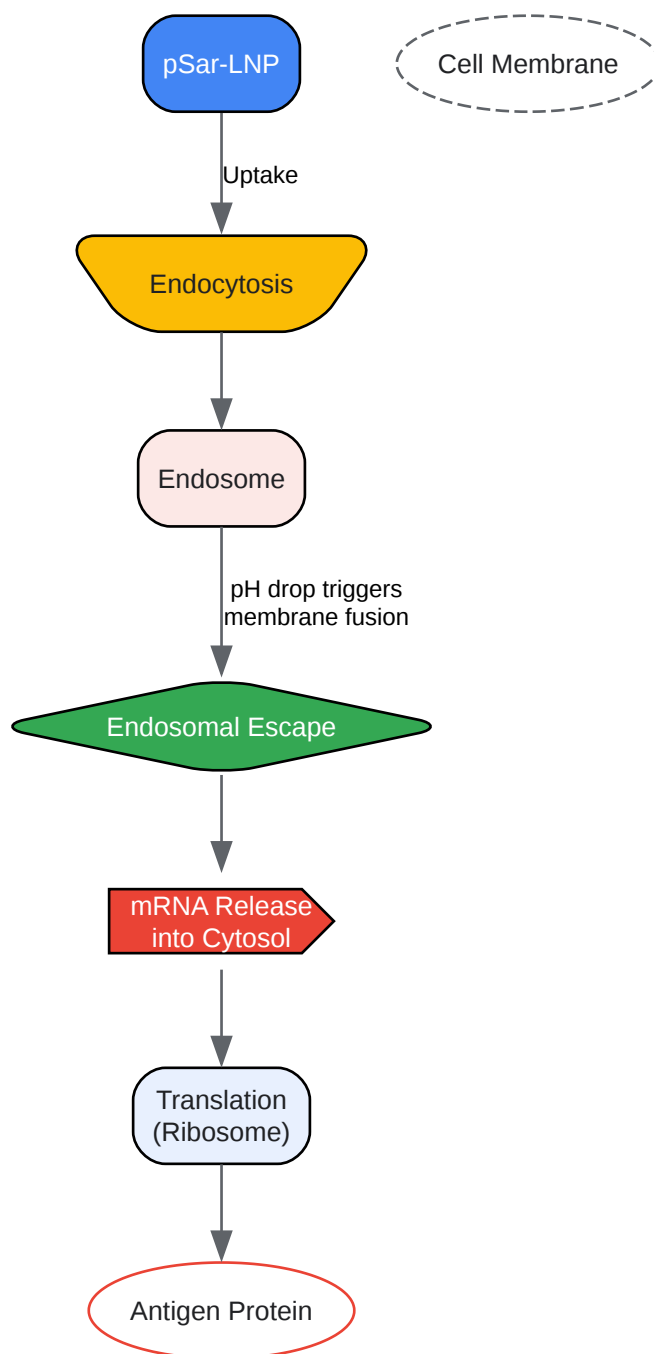 pSar-LNP
Cell Membrane
Uptake
Endocytosis
Endosome
pH drop triggers
membrane fusion
Endosomal Escape
mRNA Release
into Cytosol
Translation
(Ribosome)
Antigen Protein